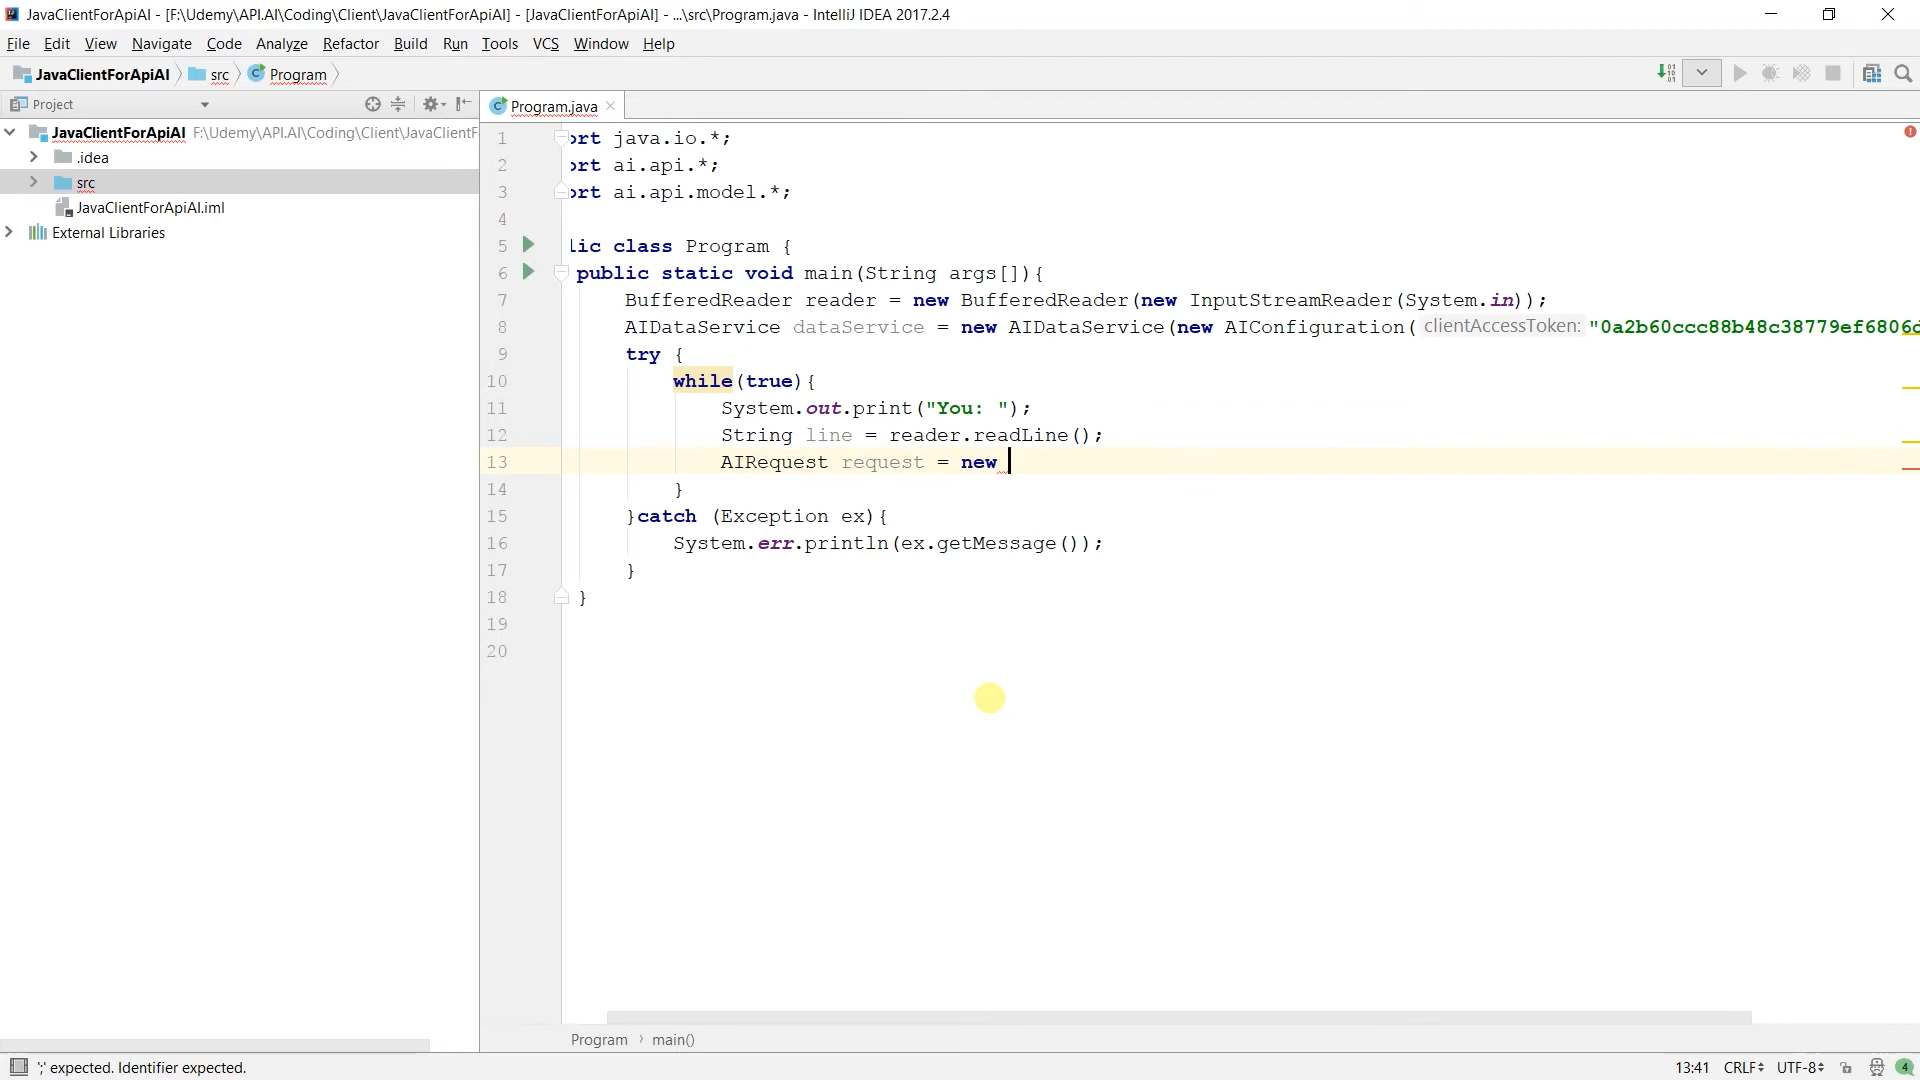 JavaClientForApiAI - [F:\Udemy\API.AI\Coding\Client\JavaClientForApiAI] - [JavaClientForApiAI] - ...\src\Program.java - IntelliJ IDEA 2017.2.4
File Edit View Navigate Code Analyze Refactor Build Run Tools VCS Window Help
JavaClientForApiAI src Program
Project
Program.java
JavaClientForApiAI F:\Udemy\API.AI\Coding\Client\JavaClientF
.idea
src
JavaClientForApiAI.iml
External Libraries
1 ort java.io.*;
2 ort ai.api.*;
3 ort ai.api.model.*;
4
5 lic class Program {
6 public static void main(String args[]){
7 BufferedReader reader = new BufferedReader(new InputStreamReader(System.in));
8 AIDataService dataService = new AIDataService(new AIConfiguration( clientAccessToken: "0a2b60ccc88b48c38779ef6806d
9 try {
10 while(true){
11 System.out.print("You: ");
12 String line = reader.readLine();
13 AIRequest request = new
14 }
15 }catch (Exception ex){
16 System.err.println(ex.getMessage());
17 }
18 }
19
20
Program main()
';' expected. Identifier expected.
13:41 CRLF UTF-8 4